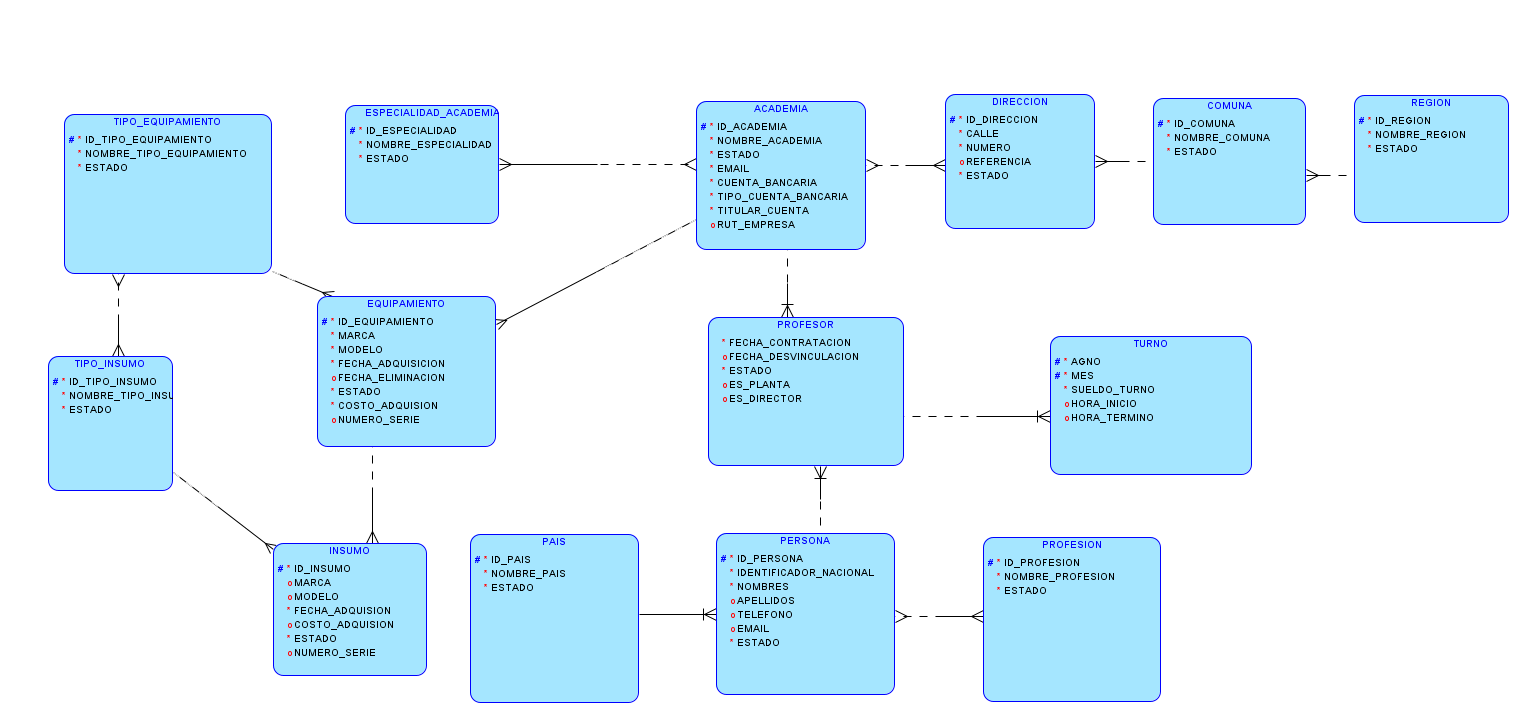 TIPO_EQUIPAMIENTO
# * ID_TIPO_EQUIPAMIENTO
* NOMBRE_TIPO_EQUIPAMIENTO
* ESTADO
ESPECIALIDAD_ACADEMIA
# * ID_ESPECIALIDAD
* NOMBRE_ESPECIALIDAD
* ESTADO
ACADEMIA
# * ID_ACADEMIA
* NOMBRE_ACADEMIA
* ESTADO
* EMAIL
* CUENTA_BANCARIA
* TIPO_CUENTA_BANCARIA
* TITULAR_CUENTA
o RUT_EMPRESA
DIRECCION
# * ID_DIRECCION
* CALLE
* NUMERO
o REFERENCIA
* ESTADO
COMUNA
# * ID_COMUNA
* NOMBRE_COMUNA
* ESTADO
REGION
# * ID_REGION
* NOMBRE_REGION
* ESTADO
EQUIPAMIENTO
# * ID_EQUIPAMIENTO
* MARCA
* MODELO
* FECHA_ADQUISICION
o FECHA_ELIMINACION
* ESTADO
* COSTO_ADQUISION
o NUMERO_SERIE
PROFESOR
* FECHA_CONTRATACION
o FECHA_DESVINCULACION
* ESTADO
o ES_PLANTA
o ES_DIRECTOR
TURNO
# * AGNO
# * MES
* SUELDO_TURNO
o HORA_INICIO
o HORA_TERMINO
TIPO_INSUMO
# * ID_TIPO_INSUMO
* NOMBRE_TIPO_INSU
* ESTADO
INSUMO
# * ID_INSUMO
o MARCA
o MODELO
* FECHA_ADQUISION
o COSTO_ADQUISION
* ESTADO
o NUMERO_SERIE
PAIS
# * ID_PAIS
* NOMBRE_PAIS
* ESTADO
PERSONA
# * ID_PERSONA
* IDENTIFICADOR_NACIONAL
* NOMBRES
o APELLIDOS
o TELEFONO
o EMAIL
* ESTADO
PROFESION
# * ID_PROFESION
* NOMBRE_PROFESION
* ESTADO